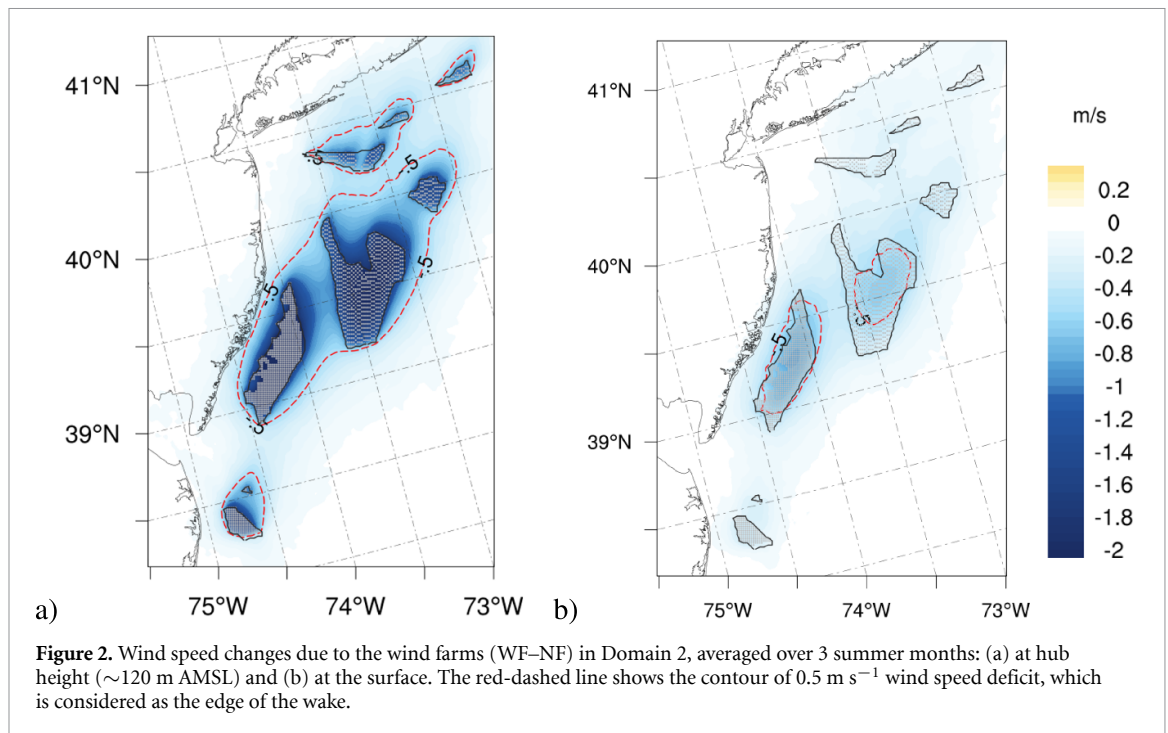 41°N
40°N
39°N
75°W
74°W
73°W
-.5
-.5
-.5
-.5
-.5
a)
41°N
40°N
39°N
75°W
74°W
73°W
-.5
-.5
b)
m/s
0.2
0
-0.2
-0.4
-0.6
-0.8
-1
-1.2
-1.4
-1.6
-1.8
-2
Figure 2. Wind speed changes due to the wind farms (WF–NF) in Domain 2, averaged over 3 summer months: (a) at hub
height (∼120 m AMSL) and (b) at the surface. The red-dashed line shows the contour of 0.5 m s⁻¹ wind speed deficit, which
is considered as the edge of the wake.